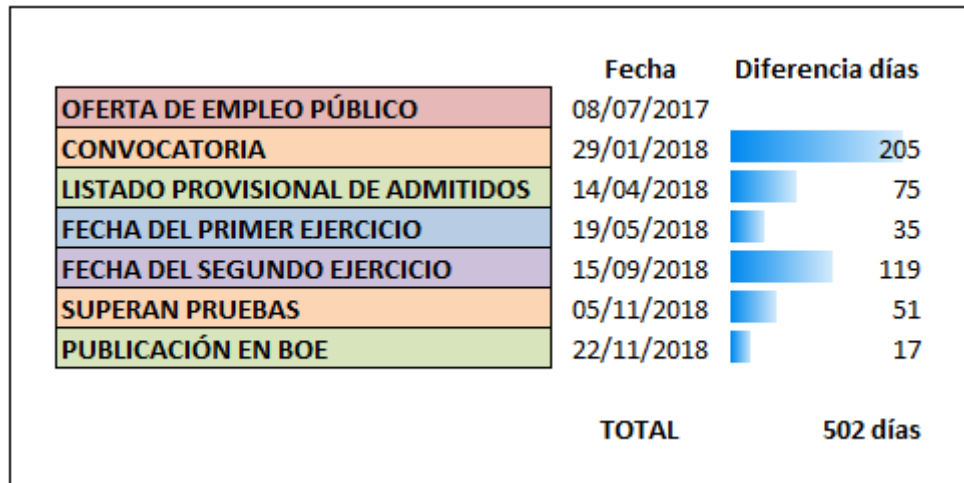 Fecha Diferencia días
OFERTA DE EMPLEO PÚBLICO 08/07/2017
CONVOCATORIA 29/01/2018 205
LISTADO PROVISIONAL DE ADMITIDOS 14/04/2018 75
FECHA DEL PRIMER EJERCICIO 19/05/2018 35
FECHA DEL SEGUNDO EJERCICIO 15/09/2018 119
SUPERAN PRUEBAS 05/11/2018 51
PUBLICACIÓN EN BOE 22/11/2018 17
TOTAL 502 días